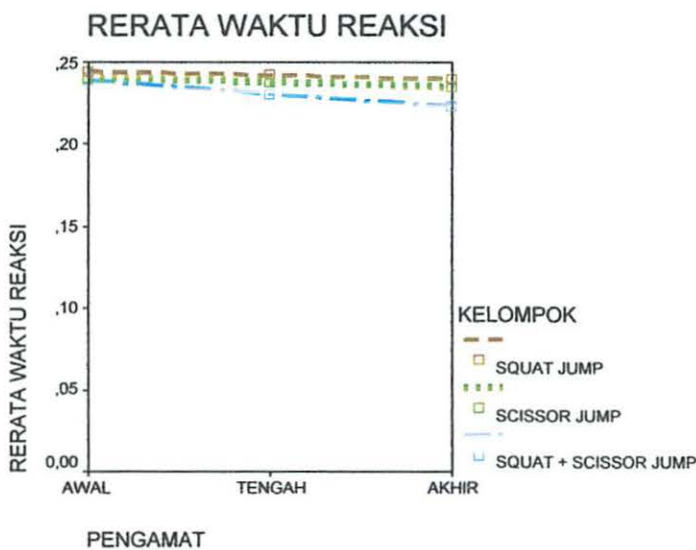 RERATA WAKTU REAKSI
RERATA WAKTU REAKSI
,25
,20
,15
,10
,05
0,00
AWAL
TENGAH
AKHIR
PENGAMAT
KELOMPOK
SQUAT JUMP
SCISSOR JUMP
SQUAT + SCISSOR JUMP